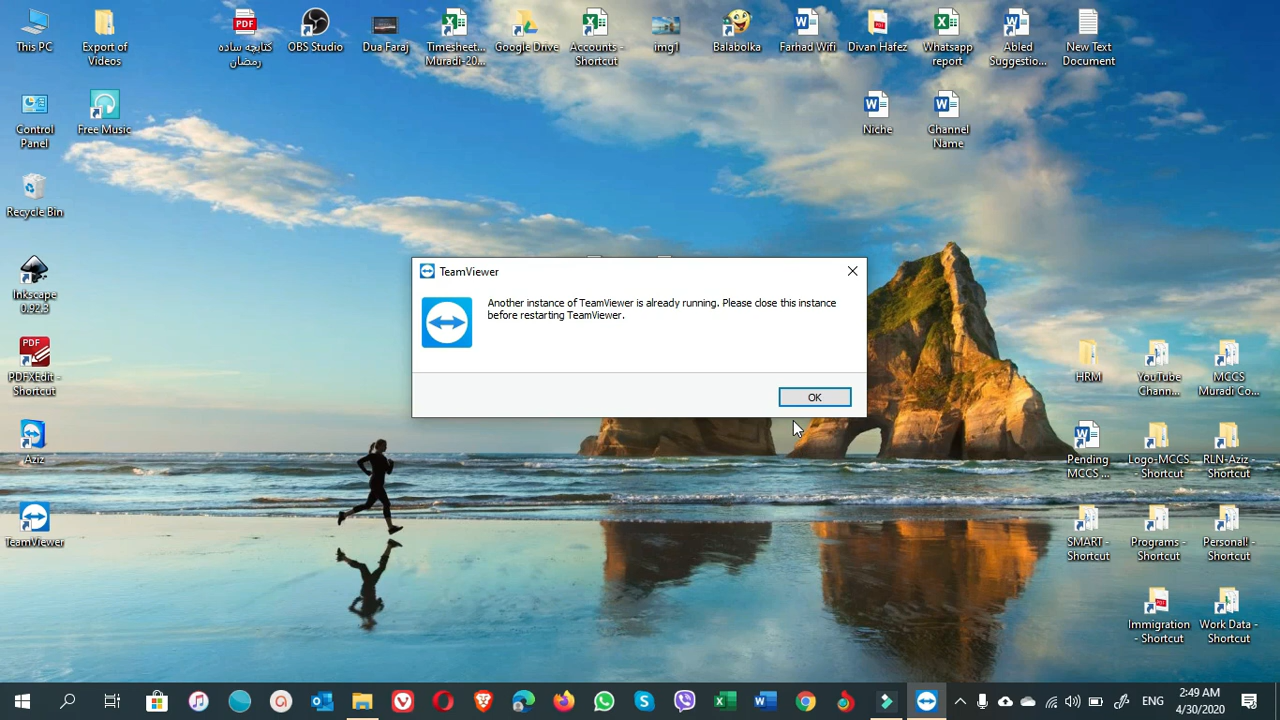 This PC
Export of
Videos
كتابچه ساده
رمضان
OBS Studio
Dua Faraj
Timesheet...
Muradi-20...
Google Drive
Accounts -
Shortcut
img1
Balabolka
Farhad Wifi
Divan Hafez
Whatsapp
report
Abled
Suggestio...
New Text
Document
Control
Panel
Free Music
Niche
Channel
Name
Recycle Bin
Inkscape
0.92.3
TeamViewer
Another instance of TeamViewer is already running. Please close this instance
before restarting TeamViewer.
OK
PDF
PDFXEdit -
Shortcut
HRM
YouTube
Chann...
MCCS
Muradi Co...
Aziz
Pending
MCCS ...
Logo-MCCS
- Shortcut
RLN-Aziz -
Shortcut
TeamViewer
SMART -
Shortcut
Programs -
Shortcut
Personal! -
Shortcut
Immigration
- Shortcut
Work Data -
Shortcut
ENG
2:49 AM
4/30/2020